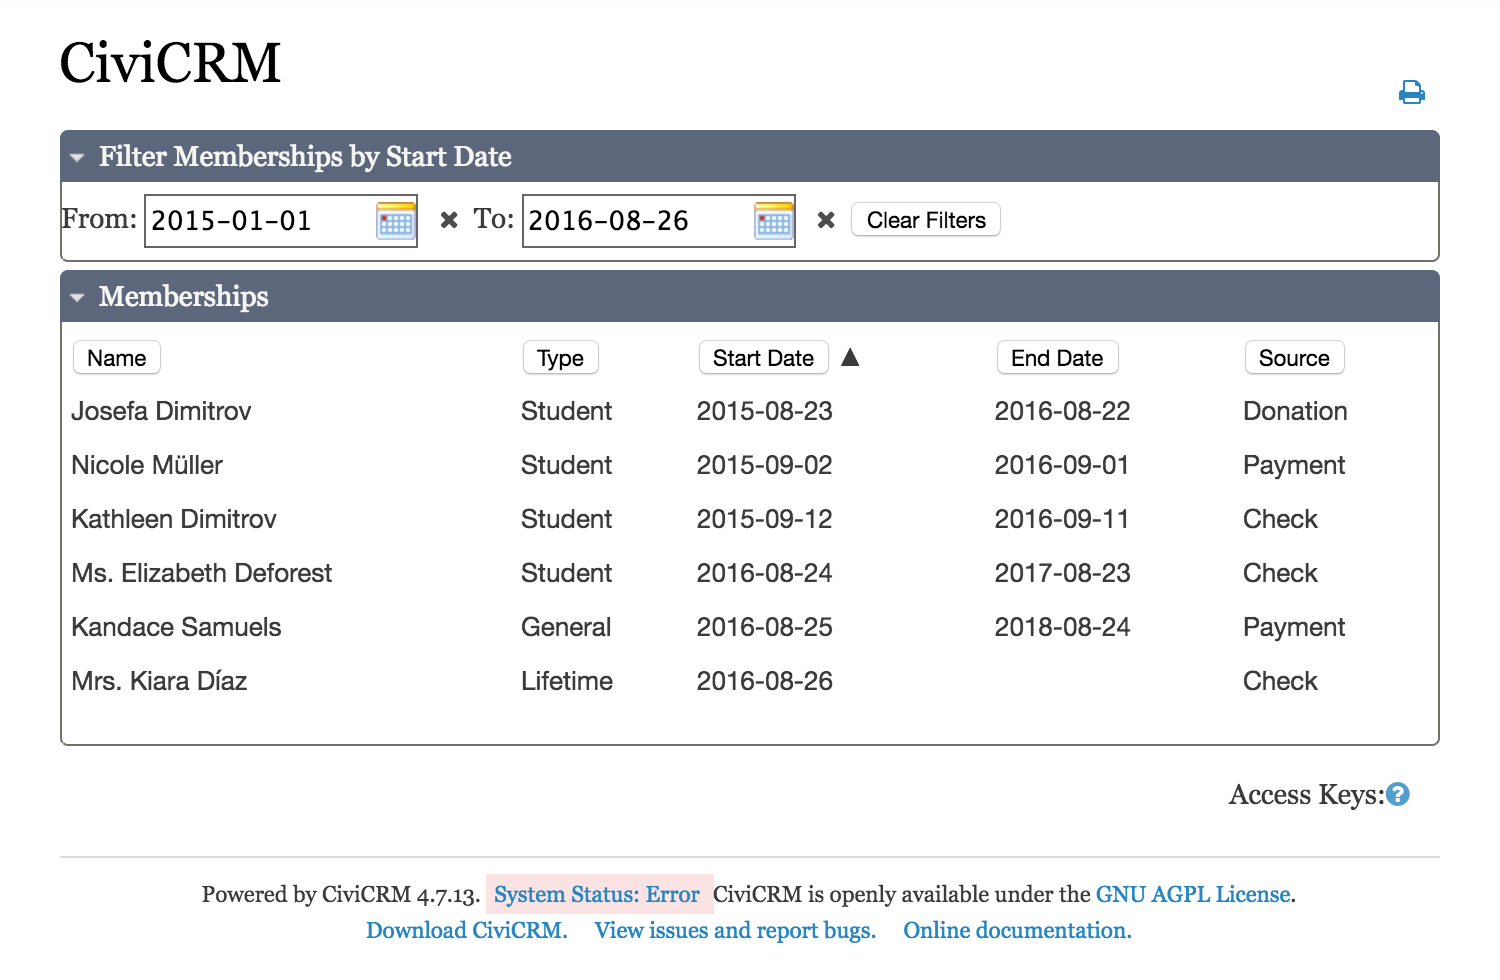 CiviCRM
Filter Memberships by Start Date
From: 2015-01-01 To: 2016-08-26 Clear Filters
Memberships
Name Type Start Date ▲ End Date Source
Josefa Dimitrov Student 2015-08-23 2016-08-22 Donation
Nicole Müller Student 2015-09-02 2016-09-01 Payment
Kathleen Dimitrov Student 2015-09-12 2016-09-11 Check
Ms. Elizabeth Deforest Student 2016-08-24 2017-08-23 Check
Kandace Samuels General 2016-08-25 2018-08-24 Payment
Mrs. Kiara Díaz Lifetime 2016-08-26 Check
Access Keys:?
Powered by CiviCRM 4.7.13. System Status: Error CiviCRM is openly available under the GNU AGPL License.
Download CiviCRM. View issues and report bugs. Online documentation.